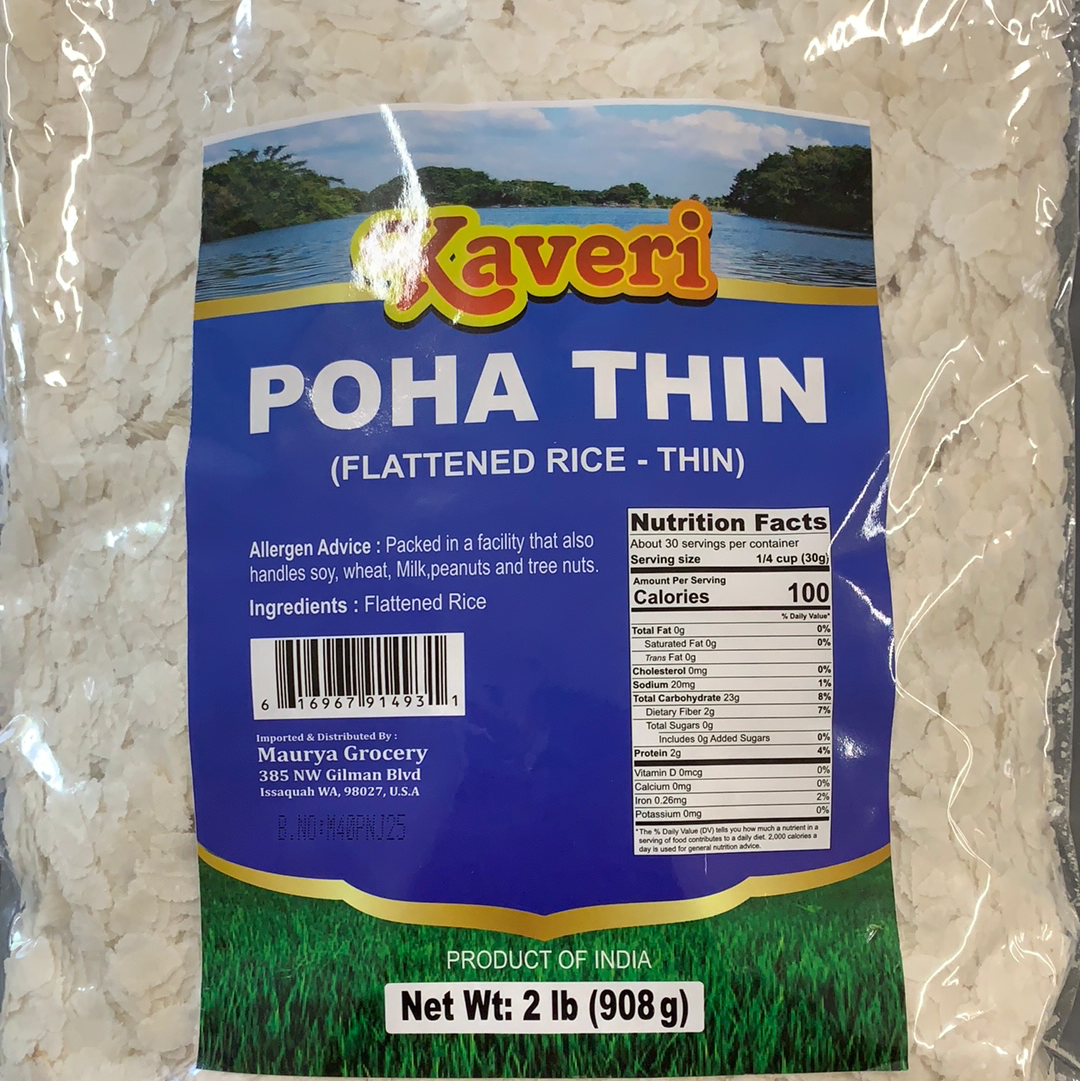 Kaveri
POHA THIN
(FLATTENED RICE - THIN)
Allergen Advice : Packed in a facility that also
handles soy, wheat, Milk,peanuts and tree nuts.
Ingredients : Flattened Rice
6 16967 91493 1
Imported & Distributed By :
Maurya Grocery
385 NW Gilman Blvd
Issaquah WA, 98027, U.S.A
B.NO:M40PNJ25
Nutrition Facts
About 30 servings per container
Serving size 1/4 cup (30g)
Amount Per Serving
Calories 100
% Daily Value*
Total Fat 0g 0%
Saturated Fat 0g 0%
Trans Fat 0g
Cholesterol 0mg 0%
Sodium 20mg 1%
Total Carbohydrate 23g 8%
Dietary Fiber 2g 7%
Total Sugars 0g
Includes 0g Added Sugars 0%
Protein 2g 4%
Vitamin D 0mcg 0%
Calcium 0mg 0%
Iron 0.26mg 2%
Potassium 0mg 0%
*The % Daily Value (DV) tells you how much a nutrient in a
serving of food contributes to a daily diet. 2,000 calories a
day is used for general nutrition advice.
PRODUCT OF INDIA
Net Wt: 2 lb (908 g)